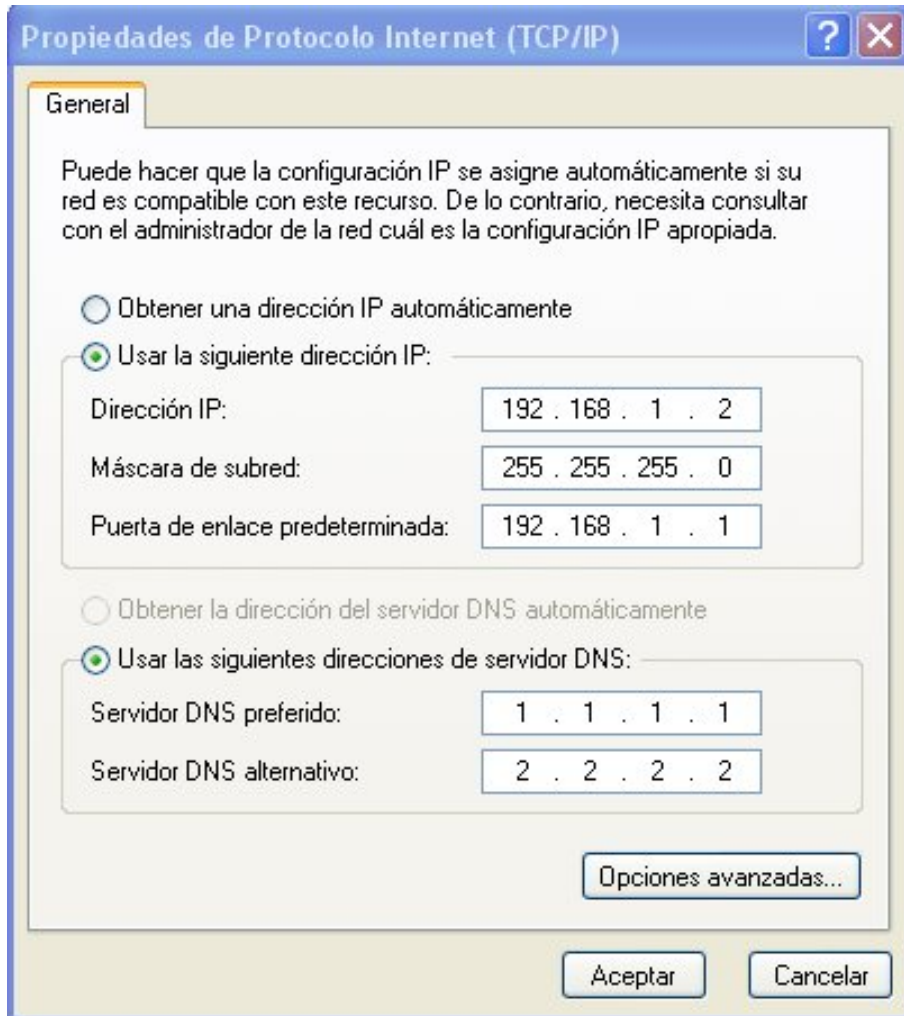 Propiedades de Protocolo Internet (TCP/IP)
General
Puede hacer que la configuración IP se asigne automáticamente si su
red es compatible con este recurso. De lo contrario, necesita consultar
con el administrador de la red cuál es la configuración IP apropiada.
Obtener una dirección IP automáticamente
Usar la siguiente dirección IP:
Dirección IP: 192 . 168 . 1 . 2
Máscara de subred: 255 . 255 . 255 . 0
Puerta de enlace predeterminada: 192 . 168 . 1 . 1
Obtener la dirección del servidor DNS automáticamente
Usar las siguientes direcciones de servidor DNS:
Servidor DNS preferido: 1 . 1 . 1 . 1
Servidor DNS alternativo: 2 . 2 . 2 . 2
Opciones avanzadas...
Aceptar Cancelar